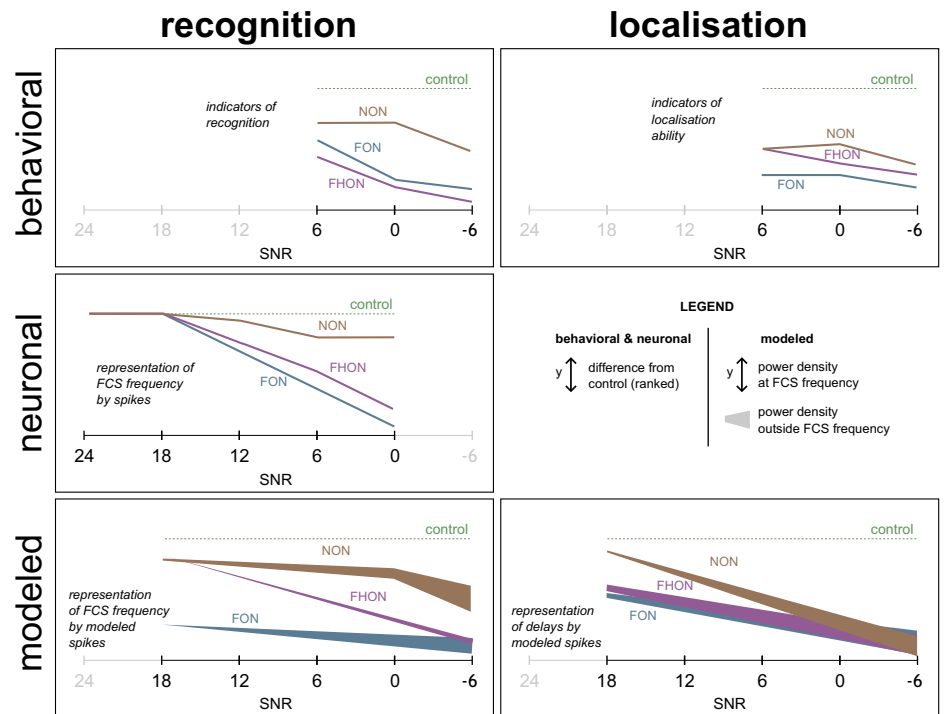 recognition
localisation
behavioral
control
indicators of
recognition
NON
FON
FHON
24 18 12 6 0 -6
SNR
control
indicators of
localisation
ability
NON
FHON
FON
24 18 12 6 0 -6
SNR
neuronal
control
NON
representation of
FCS frequency
by spikes
FHON
FON
24 18 12 6 0 -6
SNR
LEGEND
behavioral & neuronal
y
difference from
control (ranked)
modeled
y
power density
at FCS frequency
power density
outside FCS frequency
modeled
control
NON
representation
of FCS frequency
by modeled
spikes
FHON
FON
24 18 12 6 0 -6
SNR
control
NON
FHON
FON
representation
of delays by
modeled spikes
24 18 12 6 0 -6
SNR